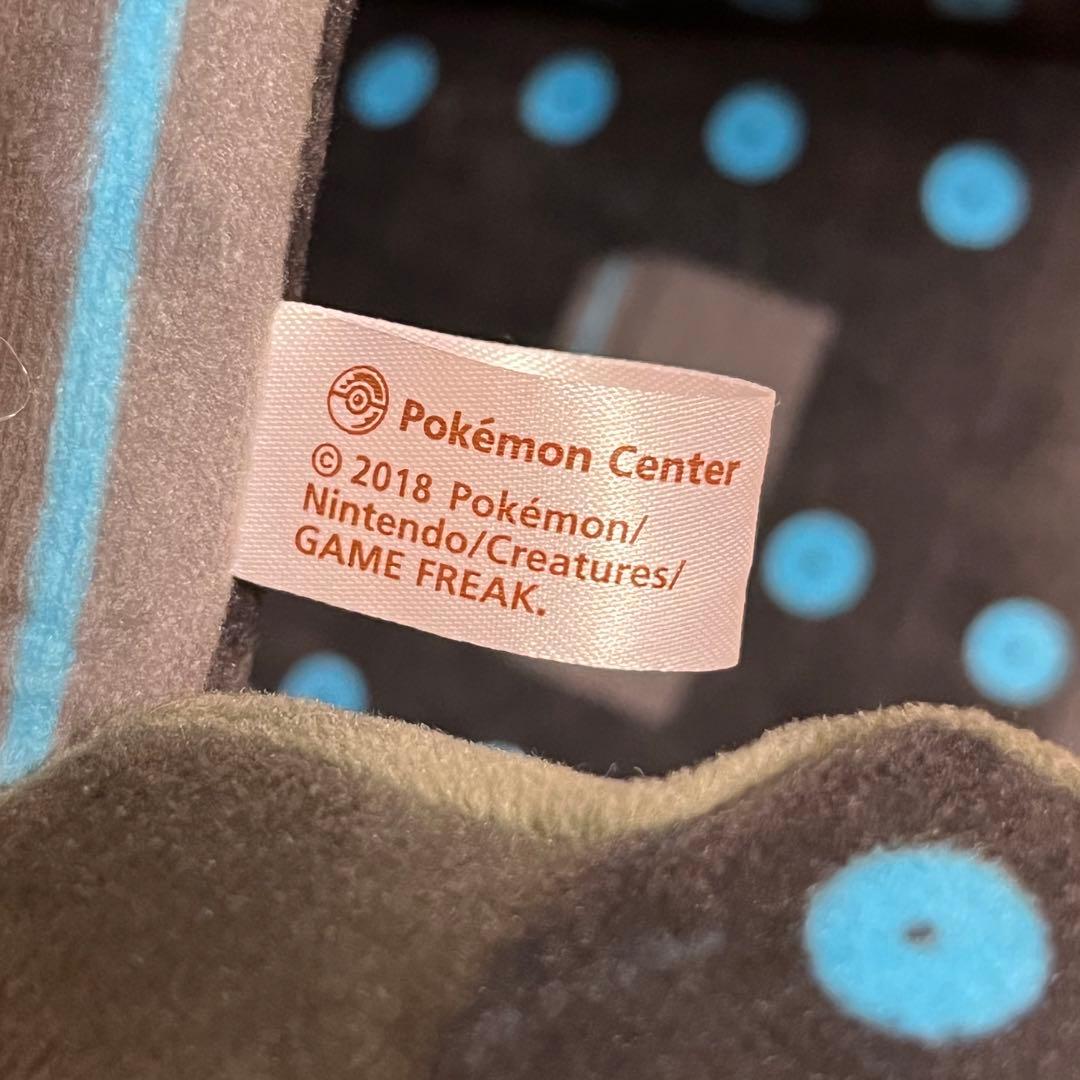 Pokémon Center
© 2018 Pokémon/
Nintendo/Creatures/
GAME FREAK.